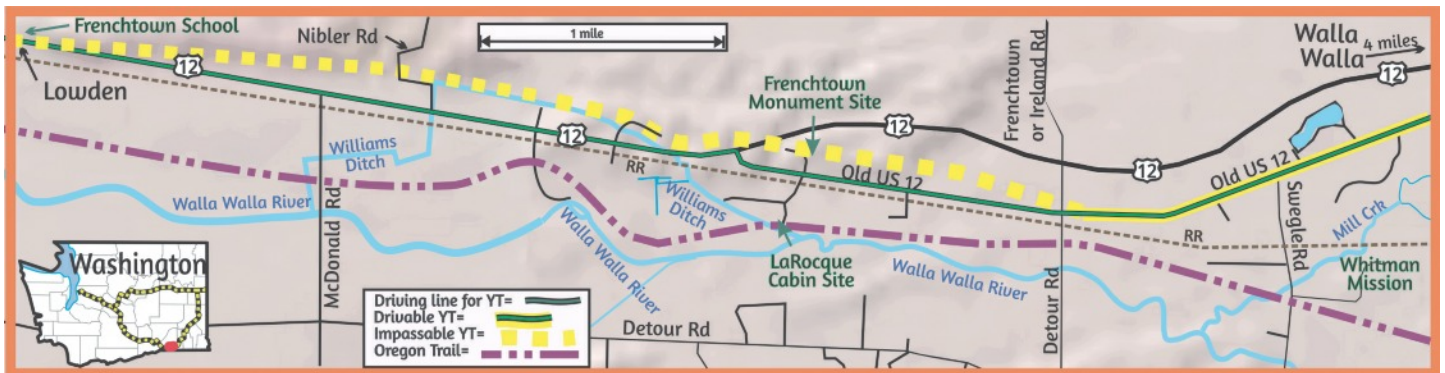 Frenchtown School
Nibler Rd
1 mile
Frenchtown
or Ireland Rd
Walla
Walla
4 miles
12
12
Lowden
Frenchtown
Monument Site
12
12
12
Williams
Ditch
RR
Old US 12
Old US 12
Walla Walla River
McDonald Rd
Williams
Ditch
Walla Walla River
LaRocque
Cabin Site
Walla Walla River
RR
Swegle Rd
Mill Crk
Whitman
Mission
Washington
Detour Rd
Detour Rd
Driving line for YT=
Drivable YT=
Impassable YT=
Oregon Trail=